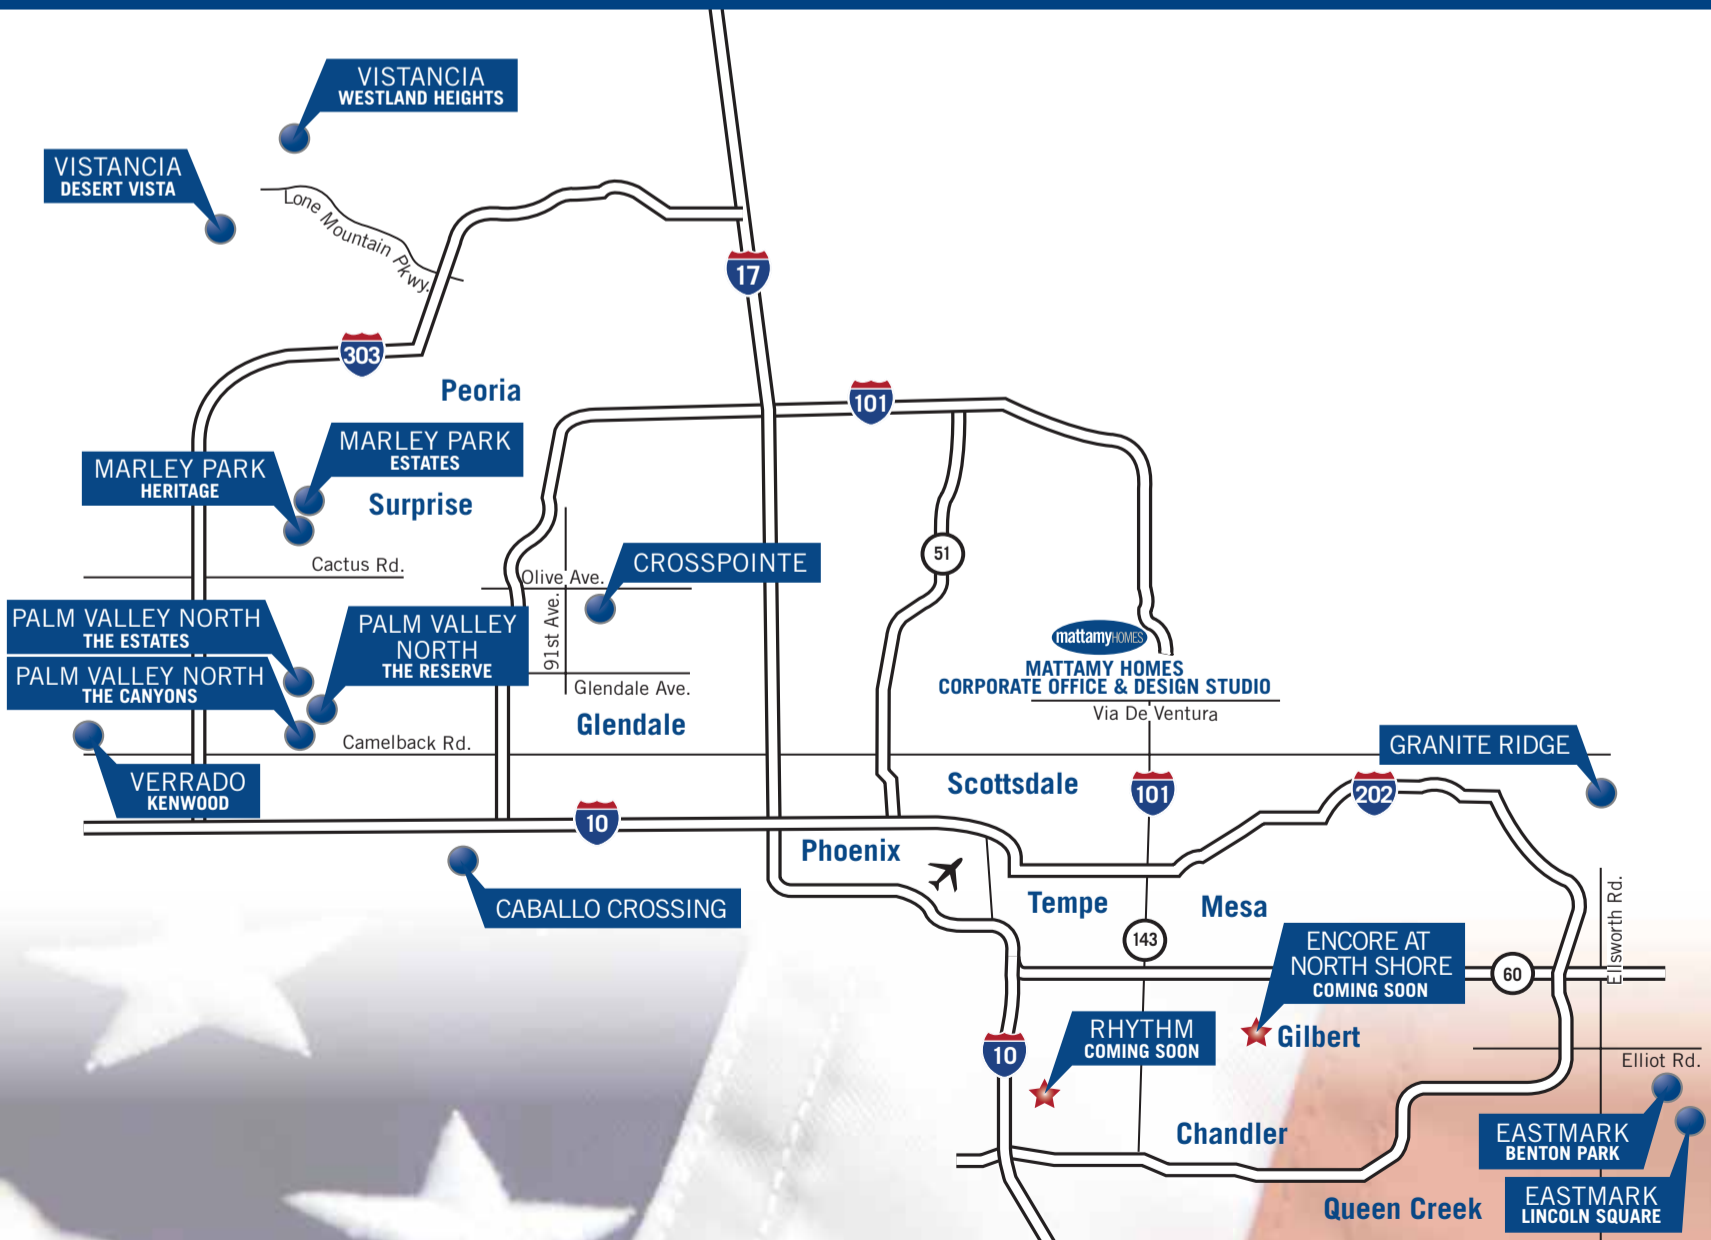 VISTANCIA
WESTLAND HEIGHTS
VISTANCIA
DESERT VISTA
Lone Mountain Pkwy.
17
303
Peoria
101
MARLEY PARK
ESTATES
MARLEY PARK
HERITAGE
Surprise
51
CROSSPOINTE
Cactus Rd.
Olive Ave.
91st Ave.
PALM VALLEY NORTH
THE ESTATES
PALM VALLEY
NORTH
THE RESERVE
PALM VALLEY NORTH
THE CANYONS
mattamyHOMES
MATTAMY HOMES
CORPORATE OFFICE & DESIGN STUDIO
Via De Ventura
Glendale Ave.
Glendale
Camelback Rd.
GRANITE RIDGE
VERRADO
KENWOOD
Scottsdale
101
202
10
Phoenix
CABALLO CROSSING
Tempe
Mesa
Ellsworth Rd.
143
ENCORE AT
NORTH SHORE
COMING SOON
60
RHYTHM
COMING SOON
Gilbert
10
Elliot Rd.
Chandler
EASTMARK
BENTON PARK
EASTMARK
LINCOLN SQUARE
Queen Creek